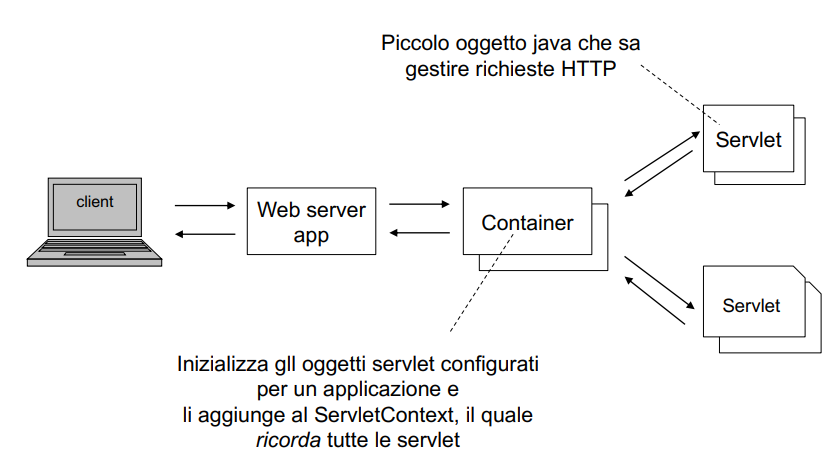 Piccolo oggetto java che sa
gestire richieste HTTP
Servlet
client
Web server
app
Container
Servlet
Inizializza gll oggetti servlet configurati
per un applicazione e
li aggiunge al ServletContext, il quale
ricorda tutte le servlet